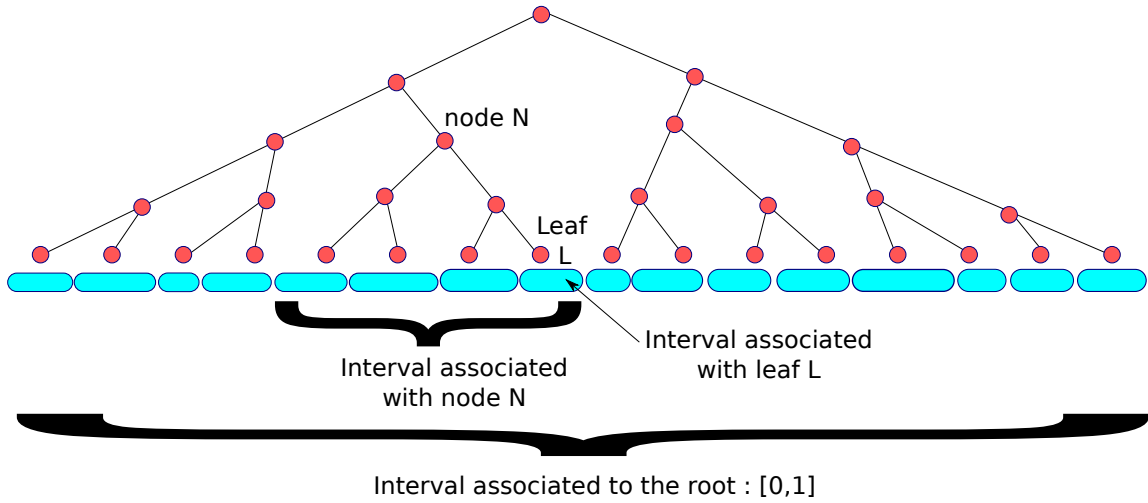 node N
Leaf
L
Interval associated
with leaf L
Interval associated
with node N
Interval associated to the root : [0,1]